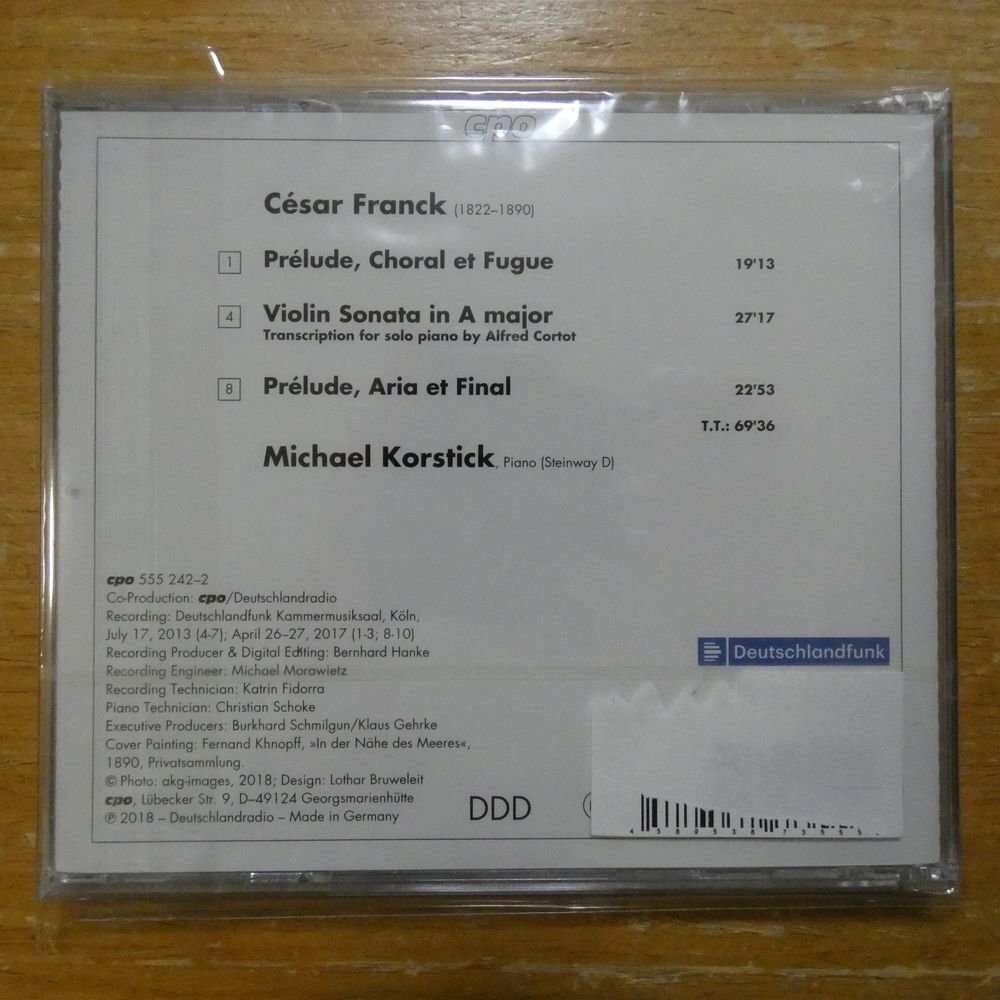 cpo
César Franck (1822–1890)
1 Prélude, Choral et Fugue 19'13
4 Violin Sonata in A major 27'17
Transcription for solo piano by Alfred Cortot
8 Prélude, Aria et Final 22'53
T.T.: 69'36
Michael Korstick, Piano (Steinway D)
cpo 555 242–2
Co-Production: cpo/Deutschlandradio
Recording: Deutschlandfunk Kammermusiksaal, Köln,
July 17, 2013 (4-7); April 26–27, 2017 (1-3; 8-10)
Recording Producer & Digital Editing: Bernhard Hanke
Recording Engineer: Michael Morawietz
Recording Technician: Katrin Fidorra
Piano Technician: Christian Schoke
Executive Producers: Burkhard Schmilgun/Klaus Gehrke
Cover Painting: Fernand Khnopff, »In der Nähe des Meeres«,
1890, Privatsammlung.
© Photo: akg-images, 2018; Design: Lothar Bruweleit
cpo, Lübecker Str. 9, D–49124 Georgsmarienhütte
℗ 2018 – Deutschlandradio – Made in Germany
Deutschlandfunk
DDD